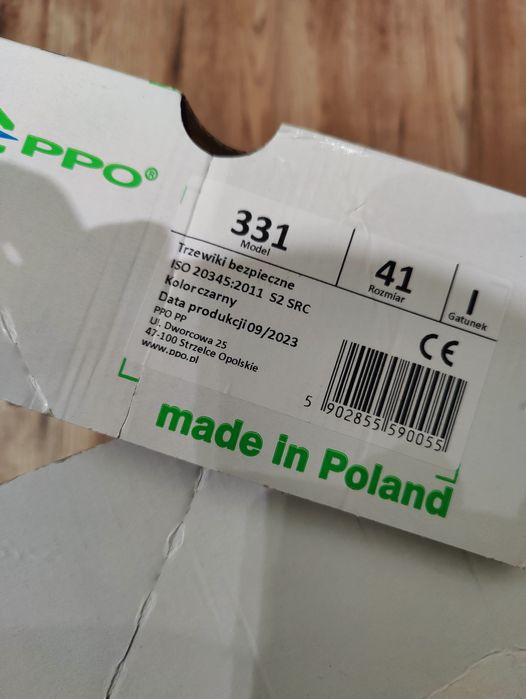 PPO®
331
Model
41
Rozmiar
I
Gatunek
Trzewiki bezpieczne
ISO 20345:2011 S2 SRC
Kolor czarny
Data produkcji 09/2023
PPO PP
Ul. Dworcowa 25
47-100 Strzelce Opolskie
www.ppo.pl
CE
5 902855 590055
made in Poland